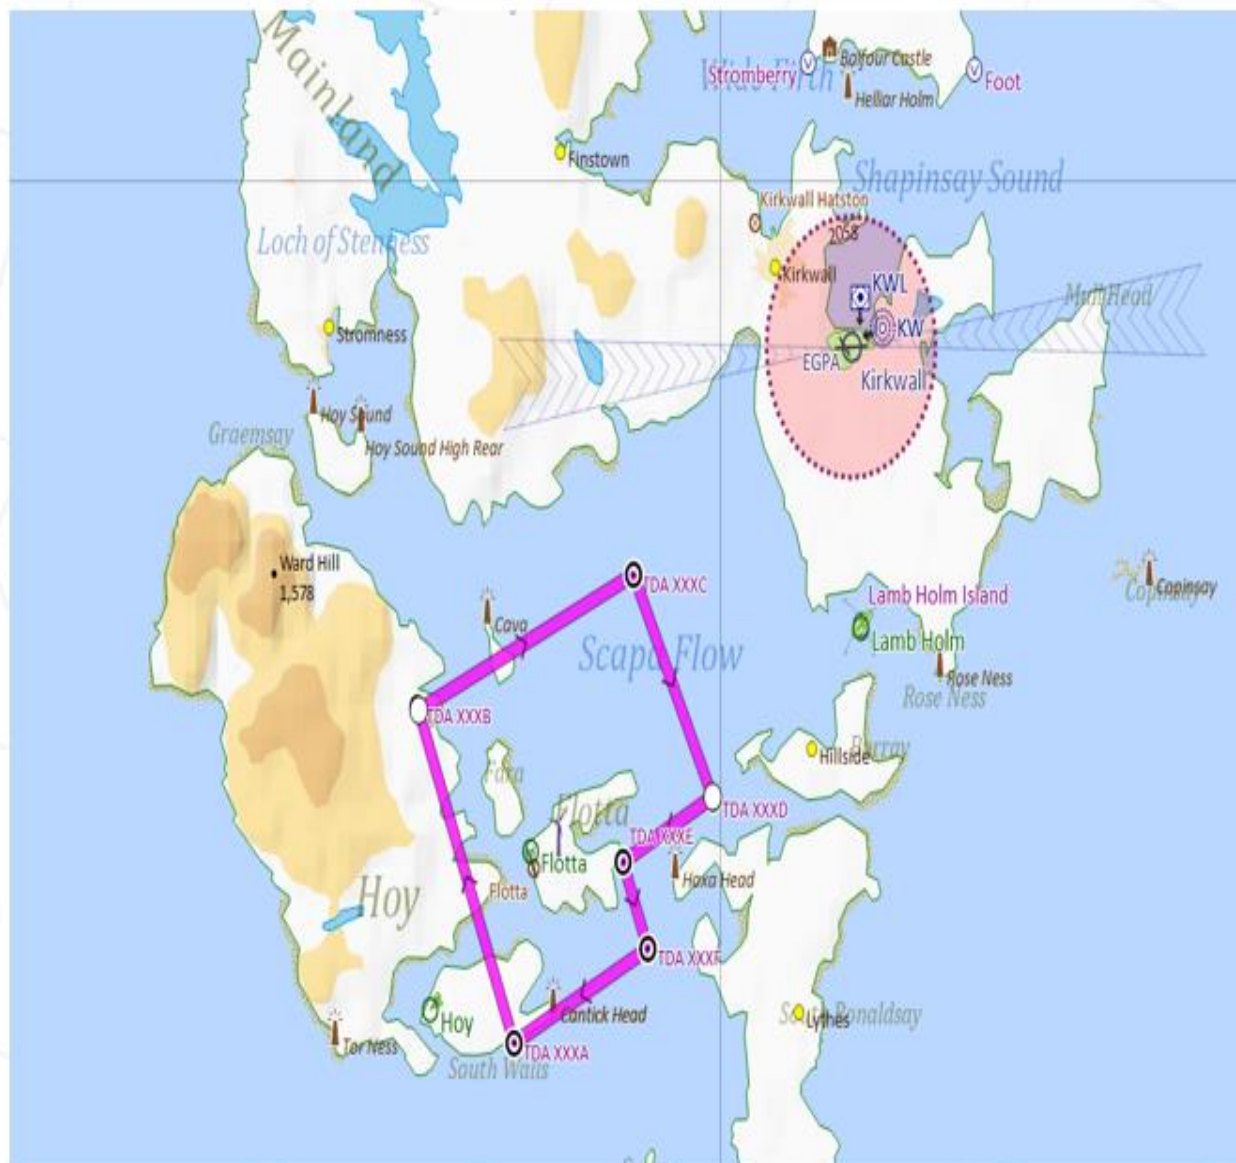 Mainland
Balfour Castle
Stromberry
Wide Firth
Foot
Helliar Holm
Finstown
Shapinsay Sound
Kirkwall Hatston
2058
Loch of Stenness
Kirkwall
KWL
Mull Head
KW
Stromness
EGPA
Kirkwall
Hoy Sound
Graemsay
Hoy Sound High Rear
Ward Hill
1,578
TDA XXXC
Copinsay
Copinsay
Lamb Holm Island
Cava
Scapa Flow
Lamb Holm
Rose Ness
Rose Ness
TDA XXXB
Burray
Hillside
Fara
Flotta
TDA XXXD
TDA XXXE
Flotta
Hoxa Head
Flotta
Hoy
TDA XXXF
Cantick Head
South Ronaldsay
Lythes
Hoy
Tor Ness
TDA XXXA
South Walls